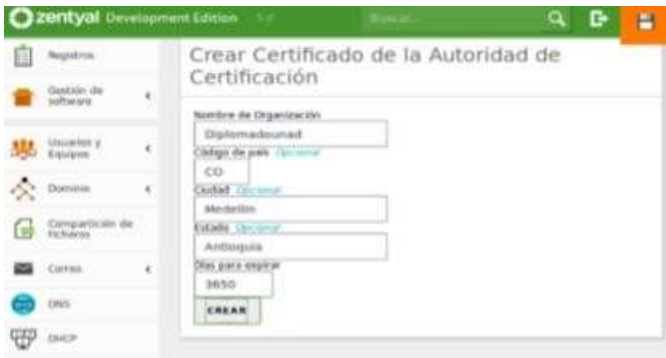 zentyal Development Edition
Buscar...
Registros
Gestión de
software
Usuarios y
Equipos
Dominio
Compartición de
ficheros
Correo
DNS
DHCP
Crear Certificado de la Autoridad de
Certificación
Nombre de Organización
Diplomadounad
Código de país Opcional
CO
Ciudad Opcional
Medellin
Estado Opcional
Antioquia
Días para expirar
3650
CREAR